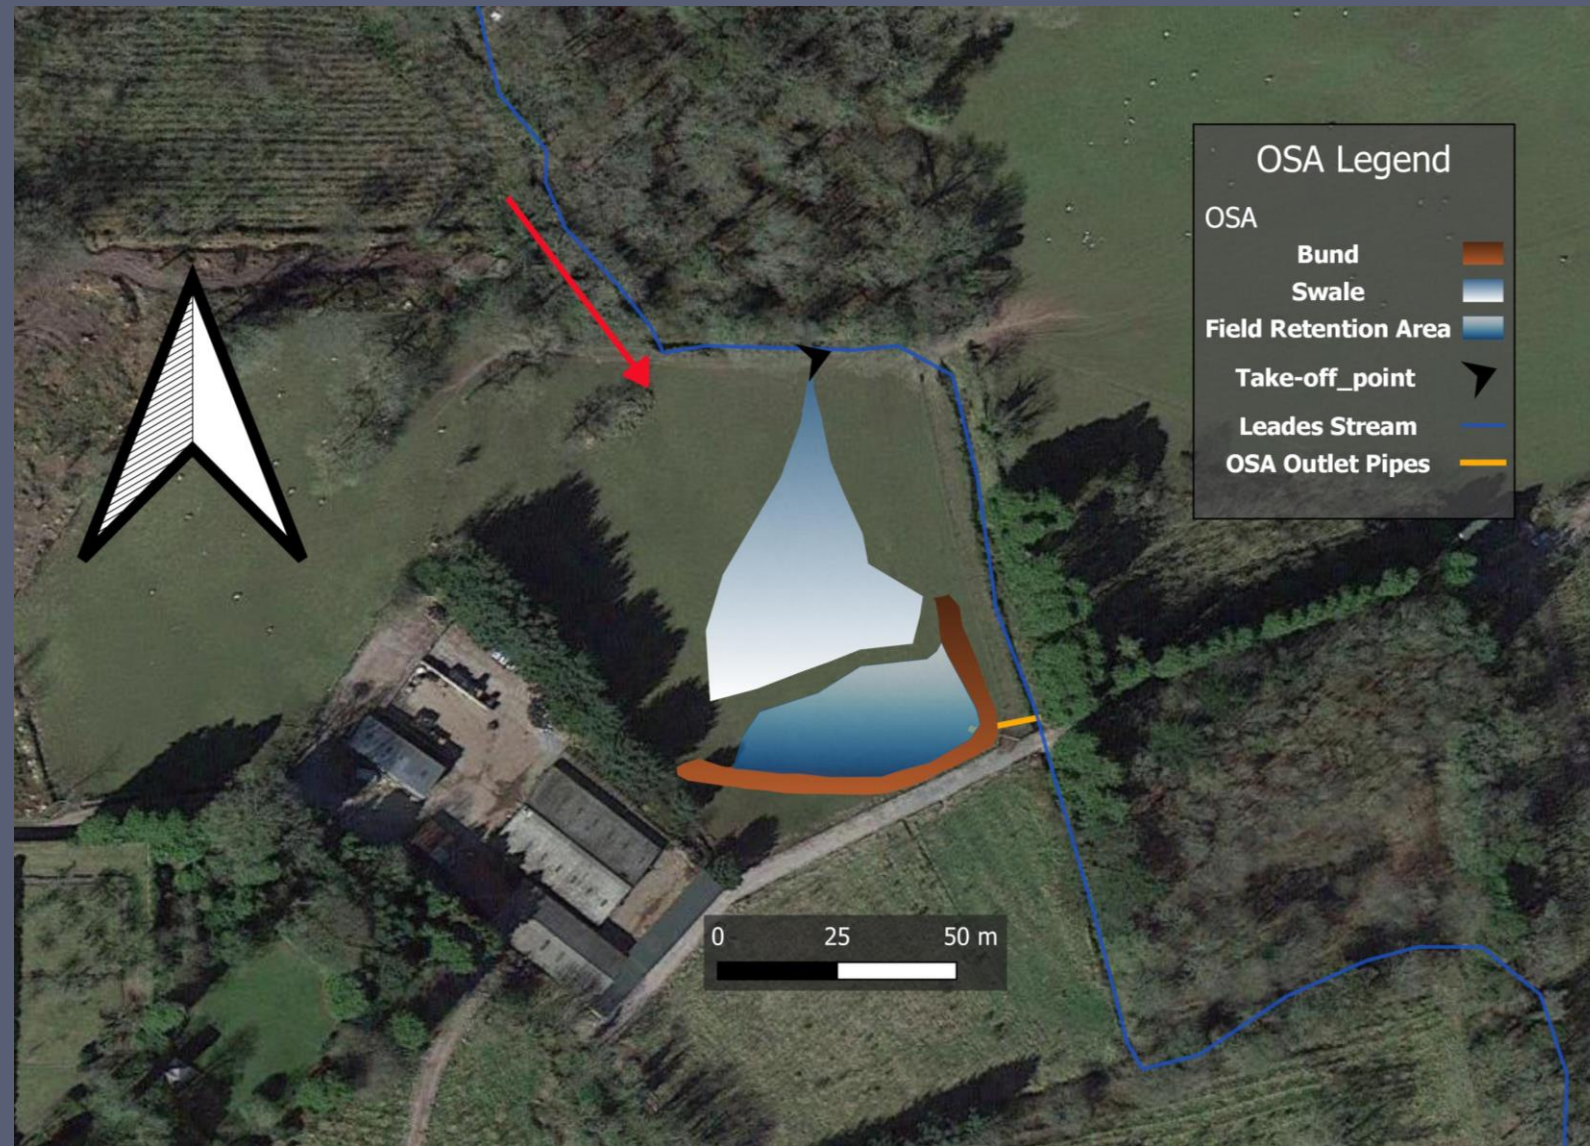 OSA Legend
OSA
Bund
Swale
Field Retention Area
Take-off_point
Leades Stream
OSA Outlet Pipes
0 25 50 m